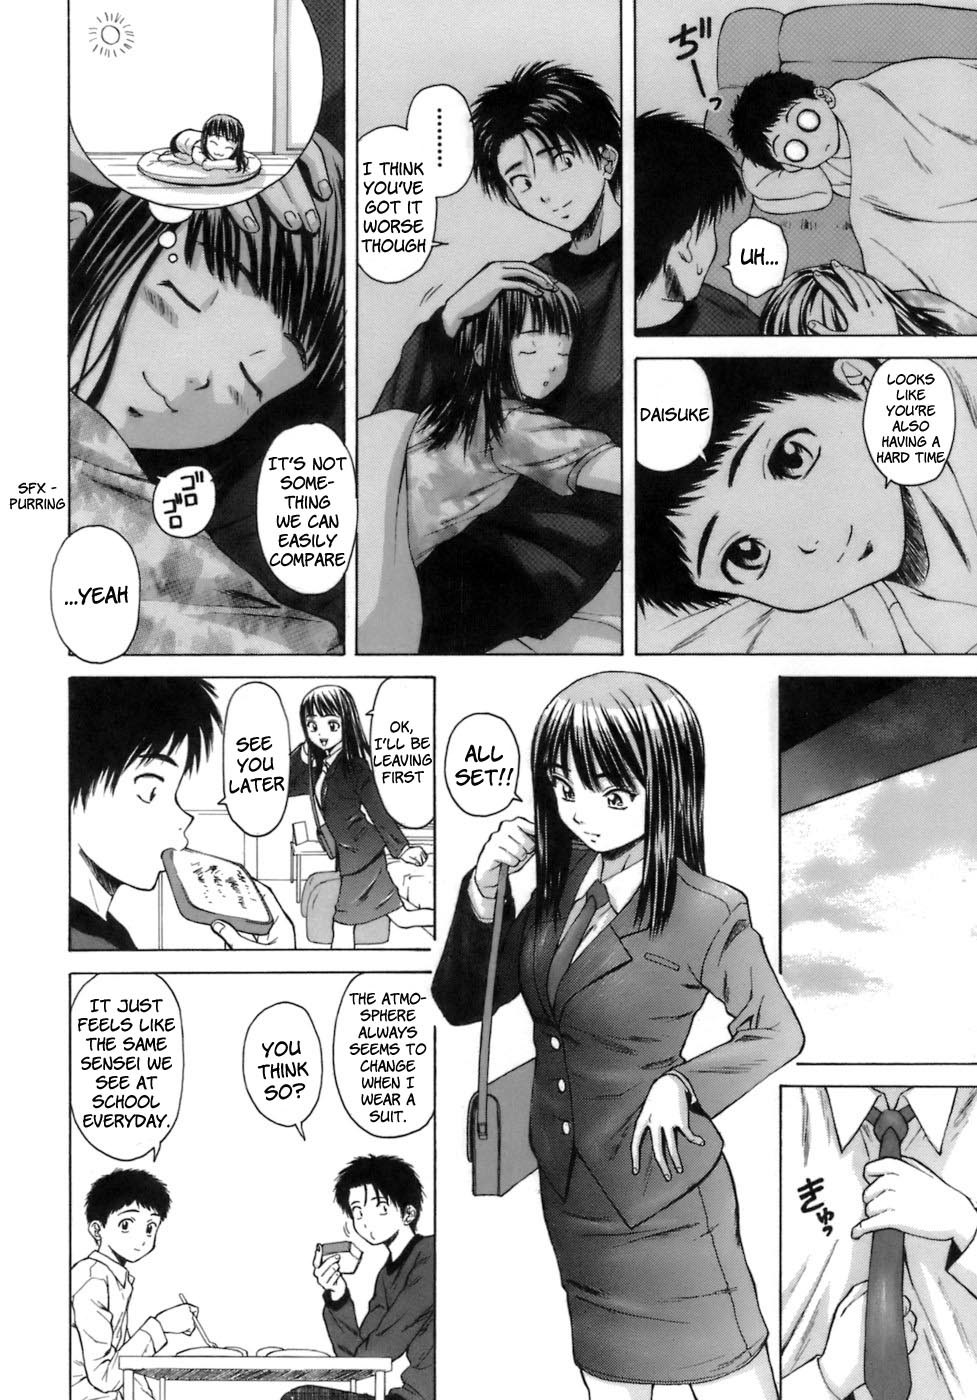 ぢーっ
UH...
LOOKS
LIKE
YOU'RE
ALSO
HAVING A
HARD TIME
DAISUKE
.........
I THINK
YOU'VE
GOT IT
WORSE
THOUGH
IT'S NOT
SOME-
THING
WE CAN
EASILY
COMPARE
ゴロ
ゴロ
SFX -
PURRING
...YEAH
きゅっ
ALL
SET!!
OK,
I'LL BE
LEAVING
FIRST
SEE
YOU
LATER
THE ATMO-
SPHERE
ALWAYS
SEEMS TO
CHANGE
WHEN I
WEAR A
SUIT.
YOU
THINK
SO?
IT JUST
FEELS LIKE
THE SAME
SENSEI WE
SEE AT
SCHOOL
EVERYDAY.